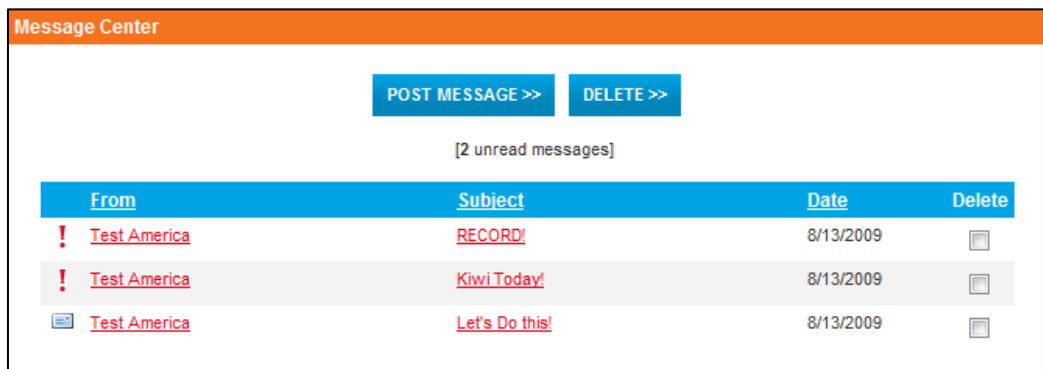 Message Center
POST MESSAGE >> DELETE >>
[2 unread messages]
From Subject Date Delete
! Test America RECORD! 8/13/2009
! Test America Kiwi Today! 8/13/2009
Test America Let's Do this! 8/13/2009